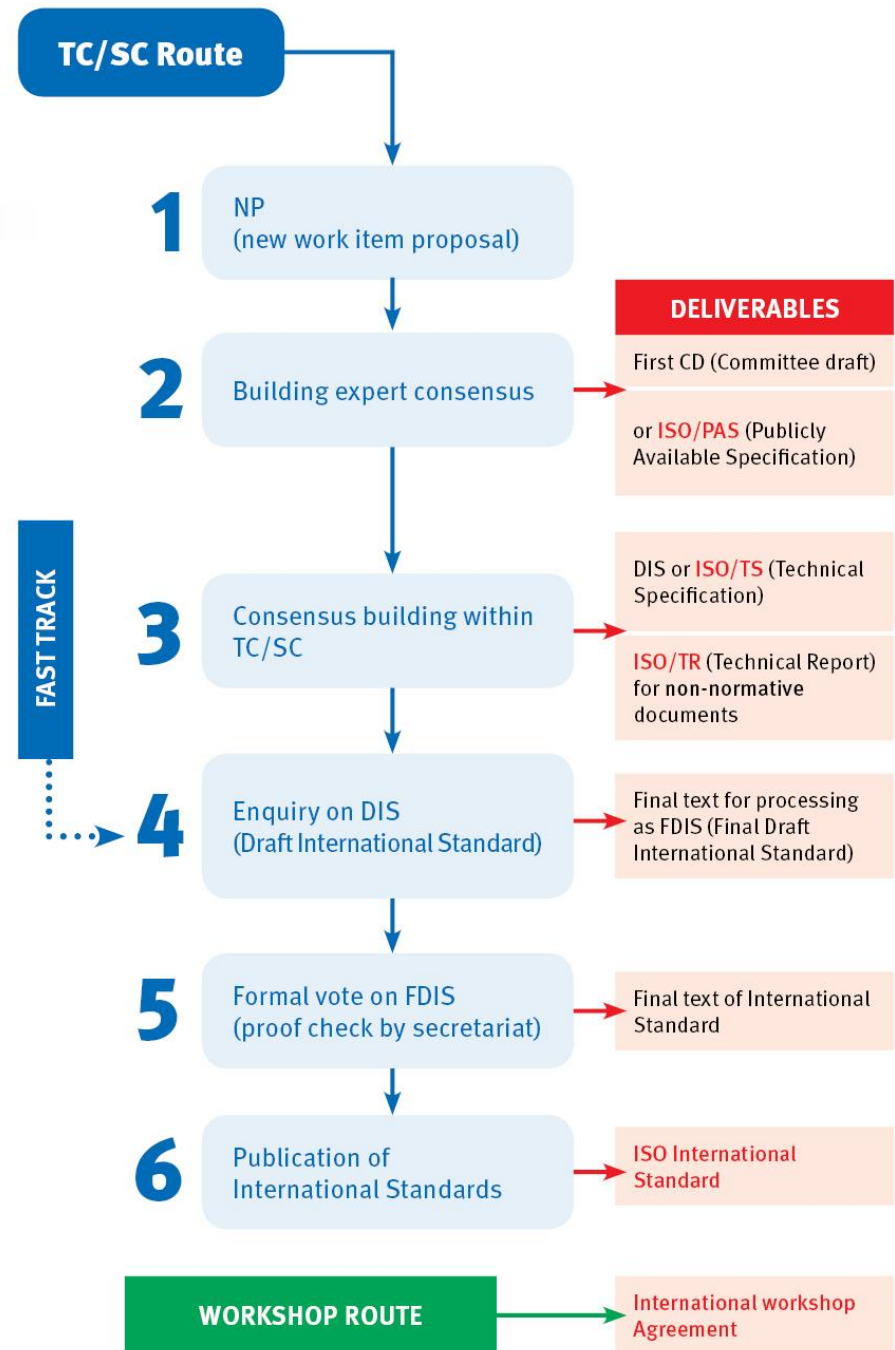 TC/SC Route
1
NP
(new work item proposal)
DELIVERABLES
2
Building expert consensus
First CD (Committee draft)
or ISO/PAS (Publicly
Available Specification)
FAST TRACK
3
Consensus building within
TC/SC
DIS or ISO/TS (Technical
Specification)
ISO/TR (Technical Report)
for non-normative
documents
4
Enquiry on DIS
(Draft International Standard)
Final text for processing
as FDIS (Final Draft
International Standard)
5
Formal vote on FDIS
(proof check by secretariat)
Final text of International
Standard
6
Publication of
International Standards
ISO International
Standard
WORKSHOP ROUTE
International workshop
Agreement